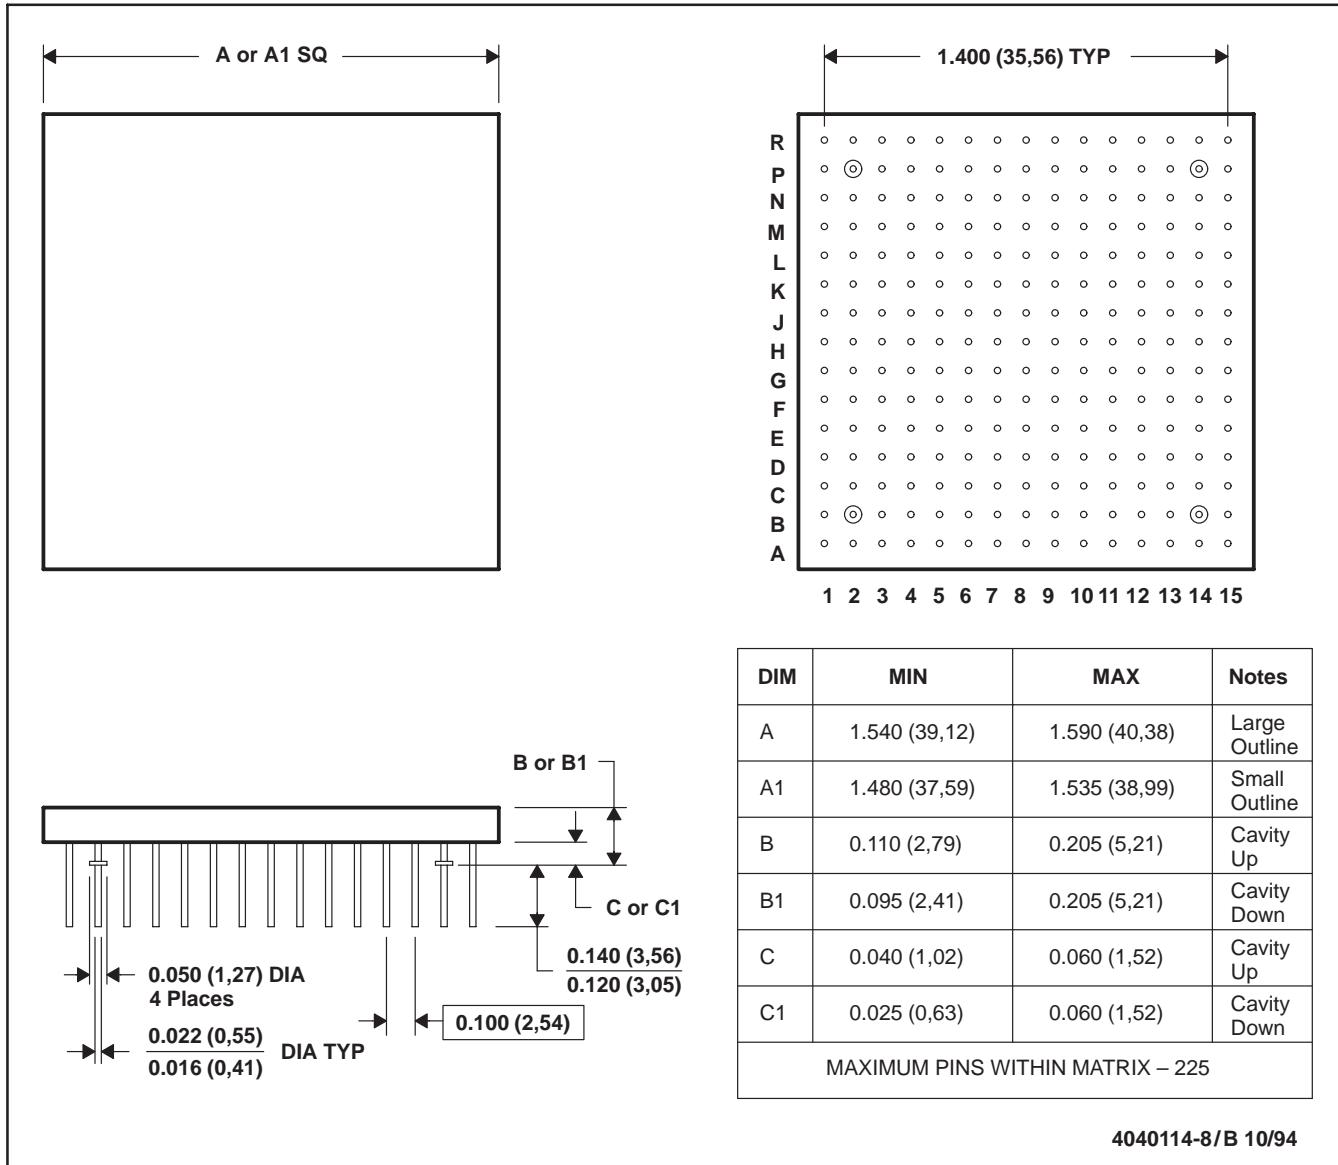 A or A1 SQ
1.400 (35,56) TYP
R
P
N
M
L
K
J
H
G
F
E
D
C
B
A
1 2 3 4 5 6 7 8 9 10 11 12 13 14 15
B or B1
C or C1
0.140 (3,56)
0.120 (3,05)
0.050 (1,27) DIA
4 Places
0.022 (0,55)
0.016 (0,41)
DIA TYP
0.100 (2,54)
DIM MIN MAX Notes
A 1.540 (39,12) 1.590 (40,38) Large Outline
A1 1.480 (37,59) 1.535 (38,99) Small Outline
B 0.110 (2,79) 0.205 (5,21) Cavity Up
B1 0.095 (2,41) 0.205 (5,21) Cavity Down
C 0.040 (1,02) 0.060 (1,52) Cavity Up
C1 0.025 (0,63) 0.060 (1,52) Cavity Down
MAXIMUM PINS WITHIN MATRIX – 225
4040114-8/B 10/94